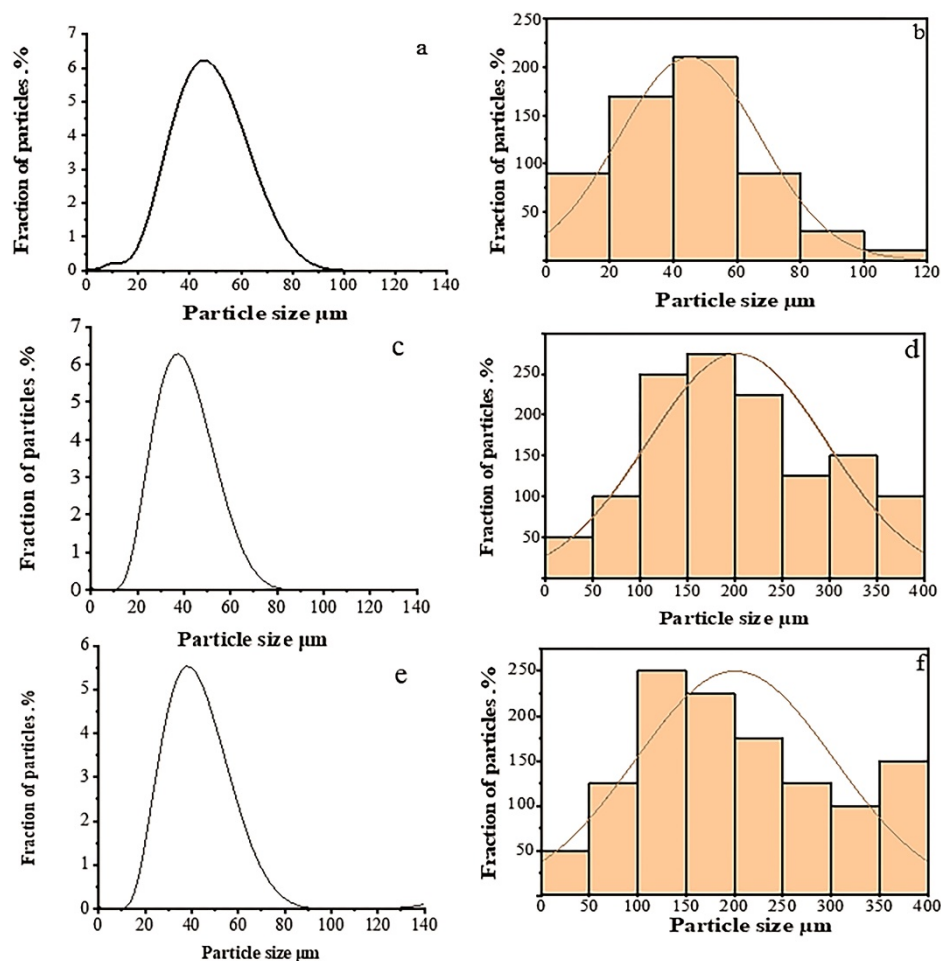 a
Fraction of particles .%
7
6
5
4
3
2
1
0
0 20 40 60 80 100 120 140
Particle size µm
b
Fraction of particles .%
250
200
150
100
50
0 20 40 60 80 100 120
Particle size µm
c
Fraction of particles .%
7
6
5
4
3
2
1
0
0 20 40 60 80 100 120 140
Particle size µm
d
Fraction of particles .%
250
200
150
100
50
0 50 100 150 200 250 300 350 400
Particle size µm
e
Fraction of particles .%
6
5
4
3
2
1
0
0 20 40 60 80 100 120 140
Particle size µm
f
Fraction of particles .%
250
200
150
100
50
0 50 100 150 200 250 300 350 400
Particle size µm